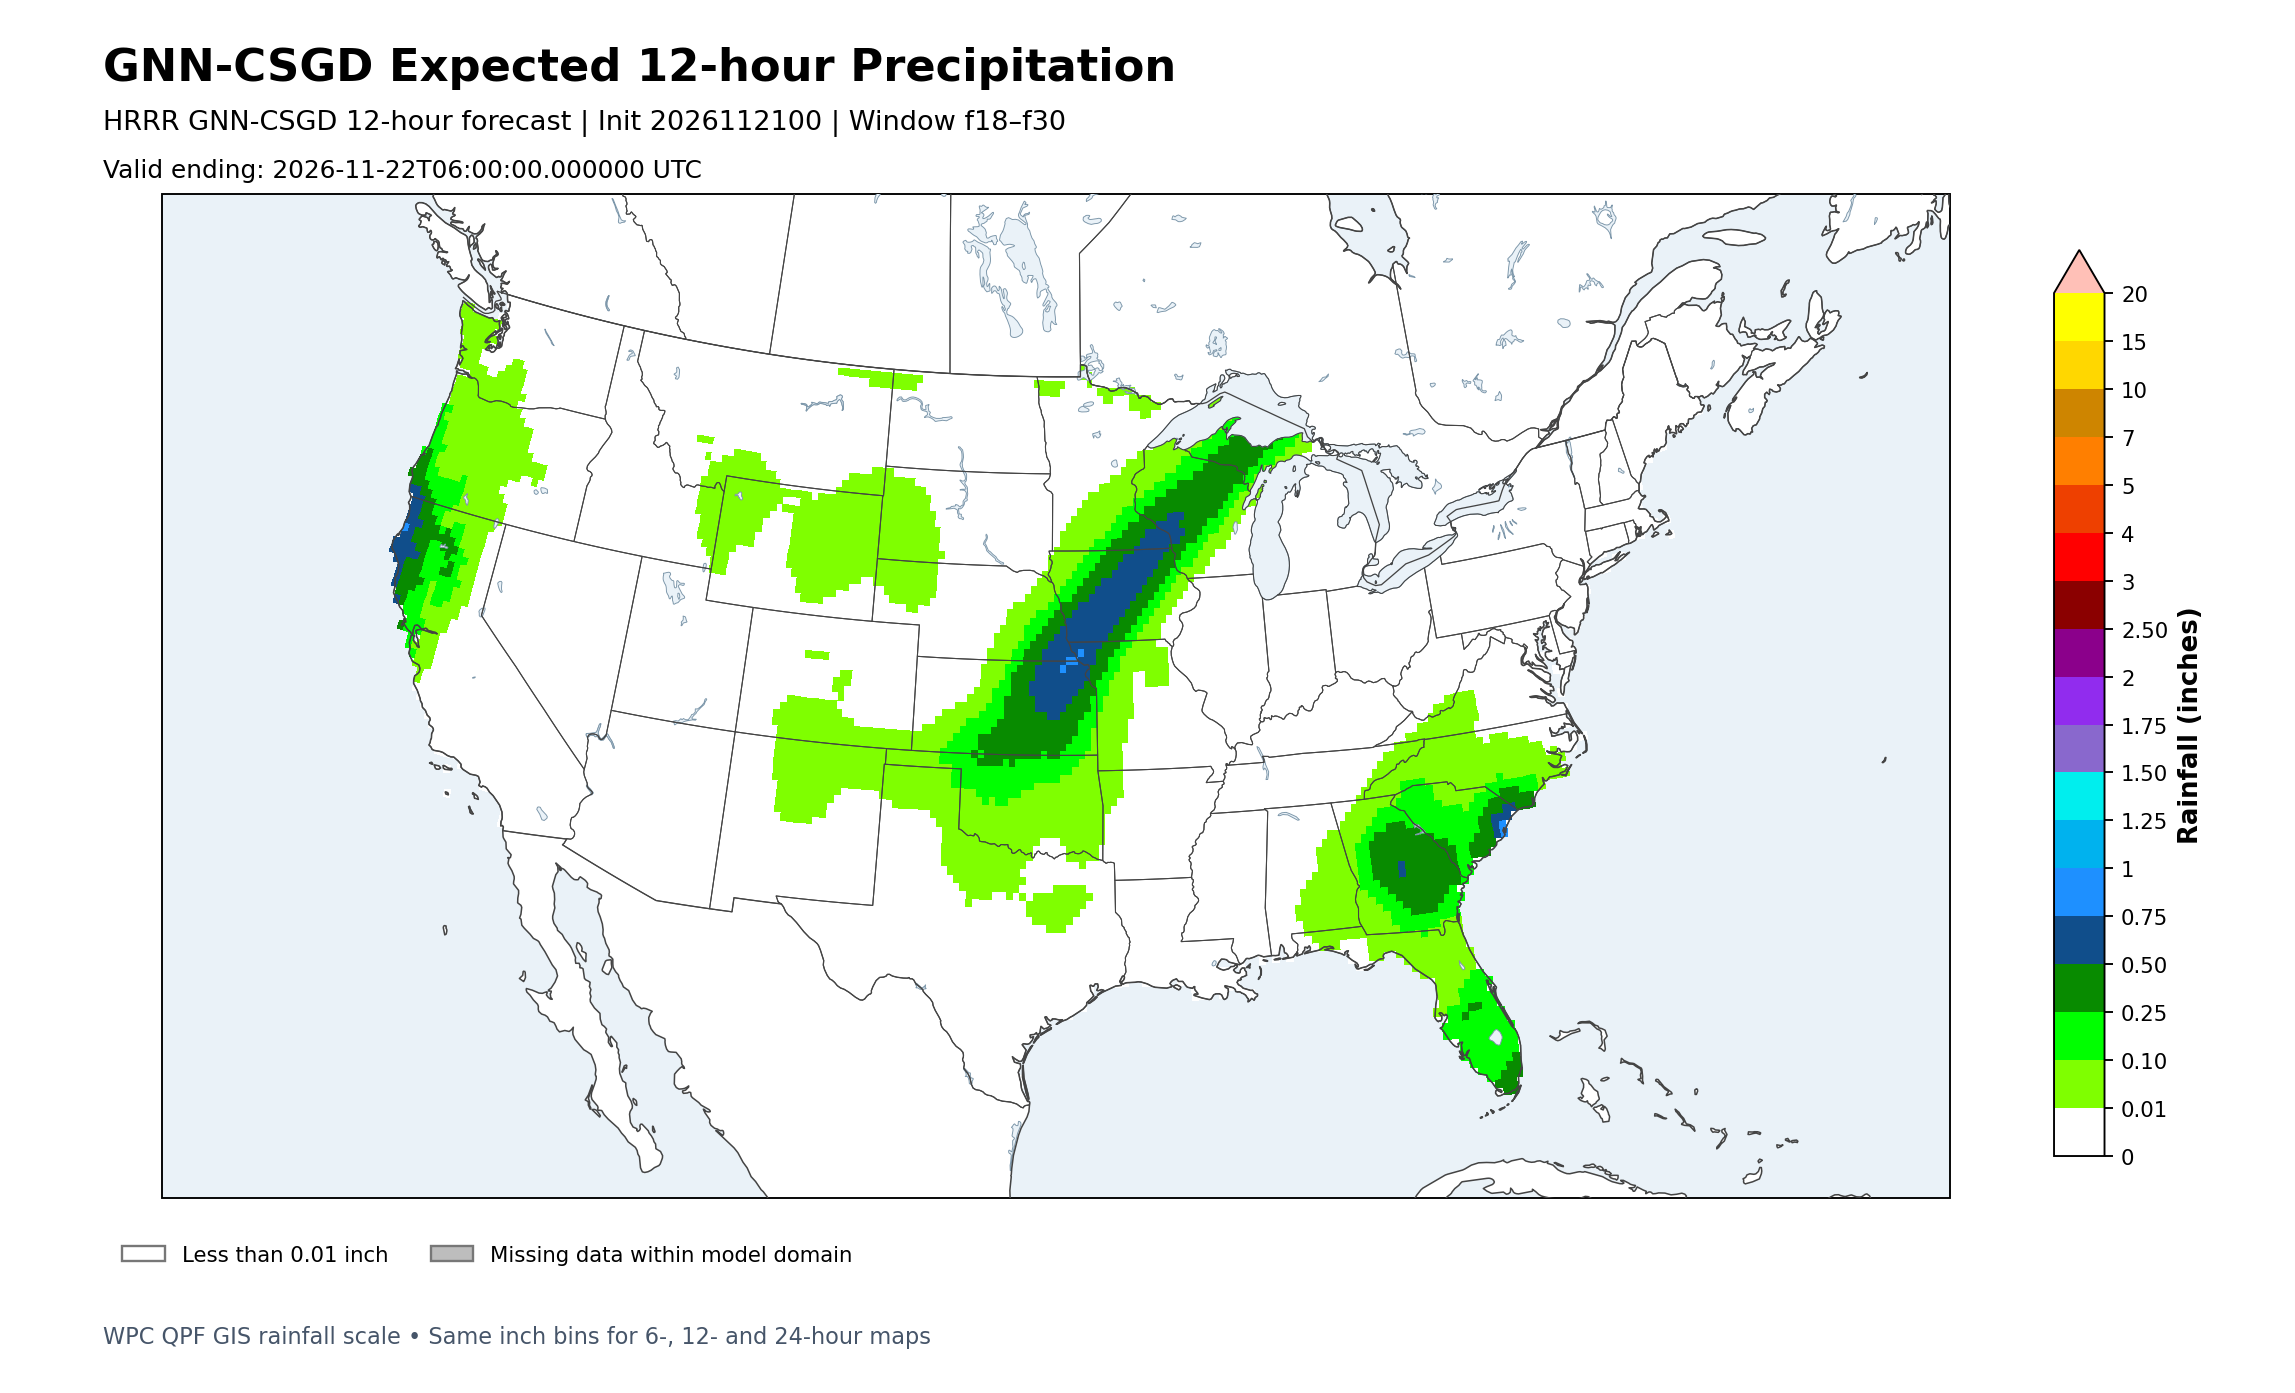 GNN-CSGD Expected 12-hour Precipitation
HRRR GNN-CSGD 12-hour forecast | Init 2026112100 | Window f18–f30
Valid ending: 2026-11-22T06:00:00.000000 UTC
20
15
10
7
5
4
3
2.50
2
1.75
1.50
1.25
1
0.75
0.50
0.25
0.10
0.01
0
Rainfall (inches)
Less than 0.01 inch
Missing data within model domain
WPC QPF GIS rainfall scale • Same inch bins for 6-, 12- and 24-hour maps